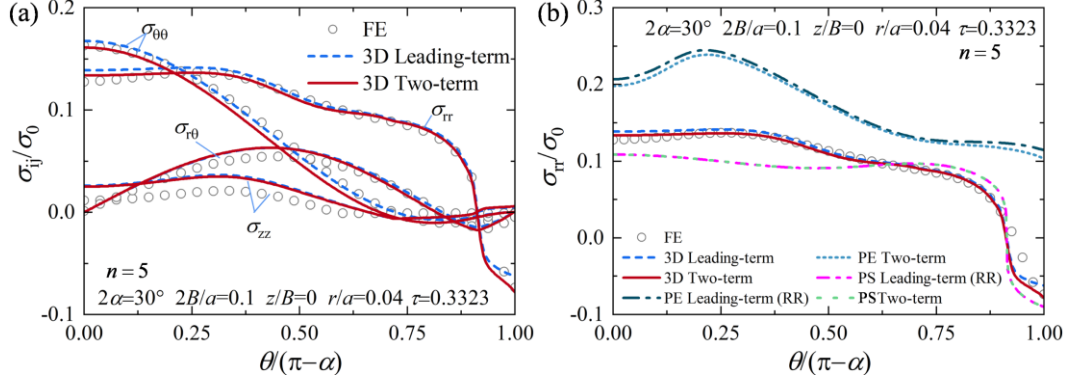 (a)
σθθ
FE
3D Leading-term
3D Two-term
σrr
σrθ
σzz
n = 5
2α=30° 2B/a=0.1 z/B=0 r/a=0.04 τ=0.3323
σij/σ0
0.2
0.1
0.0
-0.1
0.00 0.25 0.50 0.75 1.00
θ/(π−α)
(b)
2α=30° 2B/a=0.1 z/B=0 r/a=0.04 τ=0.3323
n = 5
σrr/σ0
0.3
0.2
0.1
0.0
-0.1
FE
3D Leading-term
3D Two-term
PE Leading-term (RR)
PE Two-term
PS Leading-term (RR)
PSTwo-term
0.00 0.25 0.50 0.75 1.00
θ/(π−α)